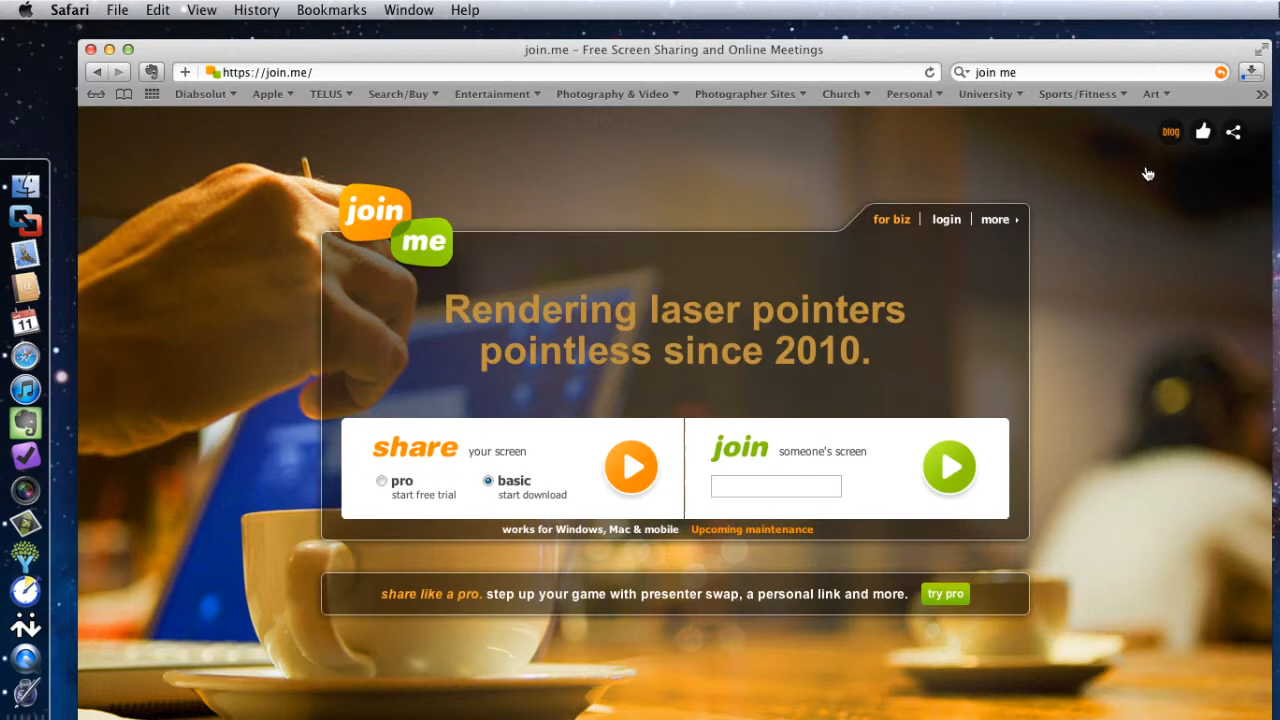 Safari File Edit View History Bookmarks Window Help
join.me – Free Screen Sharing and Online Meetings
https://join.me/ join me
Diabsolut Apple TELUS Search/Buy Entertainment Photography & Video Photographer Sites Church Personal University Sports/Fitness Art
blog
join
me
for biz login more
Rendering laser pointers
pointless since 2010.
share your screen
pro basic
start free trial start download
join someone's screen
works for Windows, Mac & mobile Upcoming maintenance
share like a pro. step up your game with presenter swap, a personal link and more. try pro
11